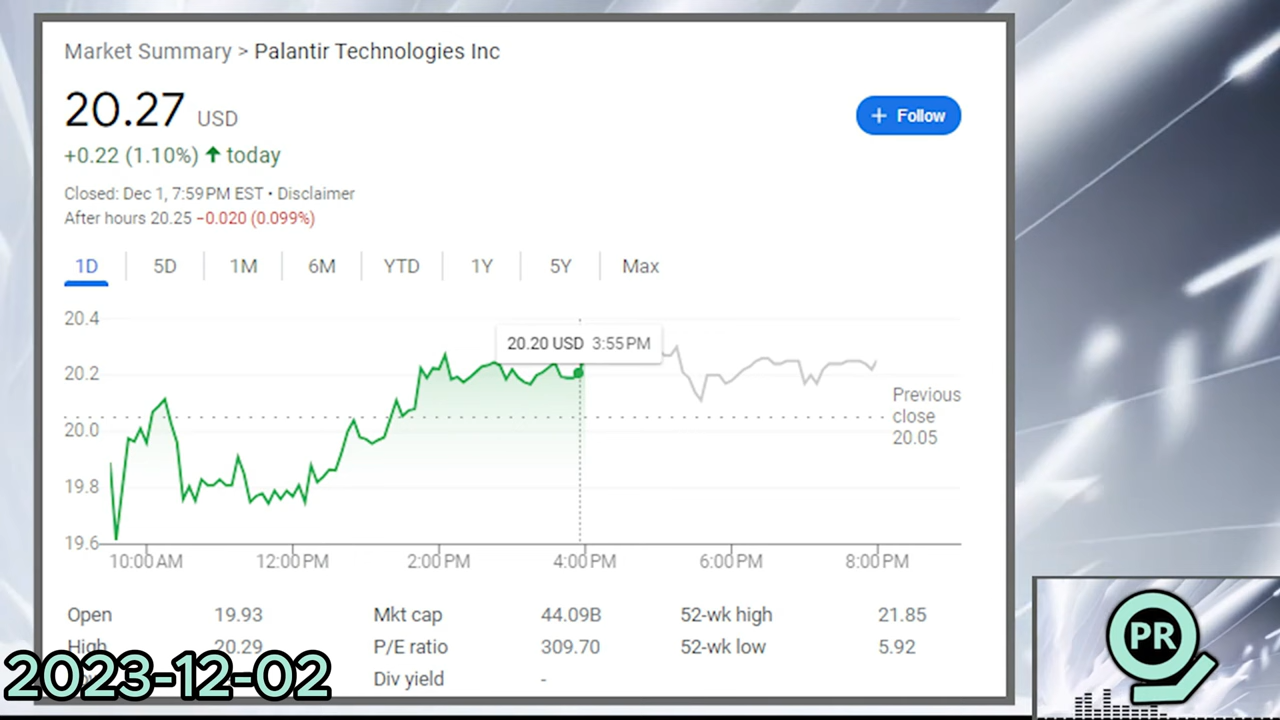 Market Summary > Palantir Technologies Inc
20.27 USD
+ Follow
+0.22 (1.10%) ↑ today
Closed: Dec 1, 7:59 PM EST • Disclaimer
After hours 20.25 −0.020 (0.099%)
1D 5D 1M 6M YTD 1Y 5Y Max
20.4
20.20 USD 3:55 PM
20.2
Previous
close
20.05
20.0
19.8
19.6
10:00 AM 12:00 PM 2:00 PM 4:00 PM 6:00 PM 8:00 PM
Open 19.93 Mkt cap 44.09B 52-wk high 21.85
High 20.29 P/E ratio 309.70 52-wk low 5.92
Div yield -
2023-12-02
PR